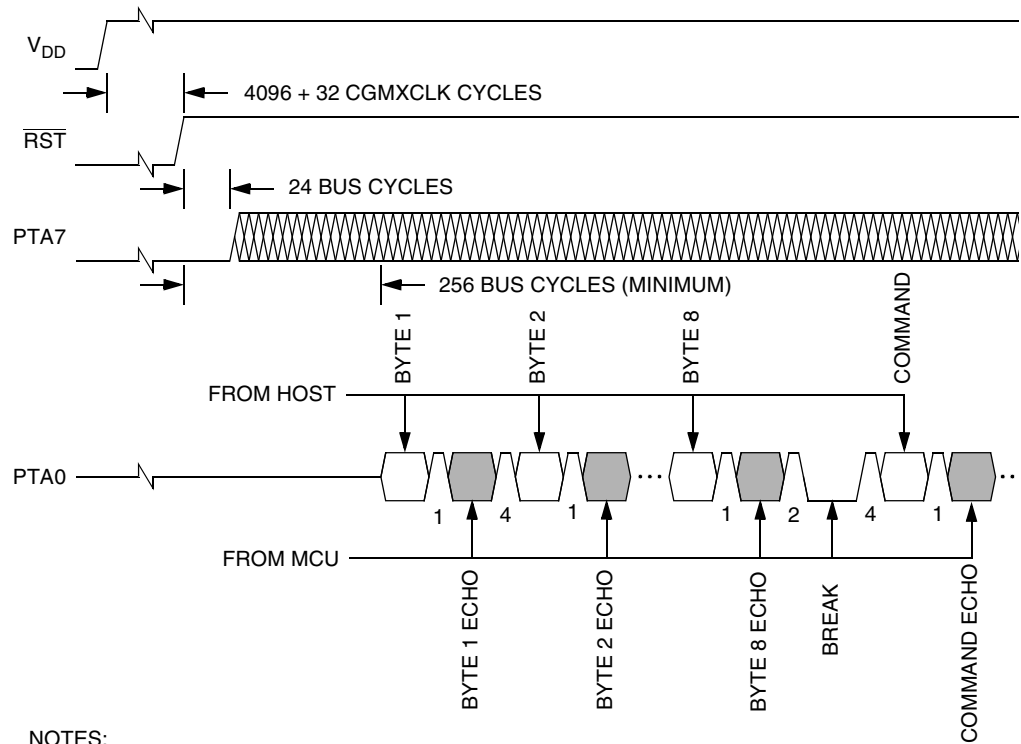 VDD
4096 + 32 CGMXCLK CYCLES
RST
24 BUS CYCLES
PTA7
256 BUS CYCLES (MINIMUM)
BYTE 1
BYTE 2
BYTE 8
COMMAND
FROM HOST
PTA0
1
4
1
1
2
4
1
FROM MCU
BYTE 1 ECHO
BYTE 2 ECHO
BYTE 8 ECHO
BREAK
COMMAND ECHO
NOTES: